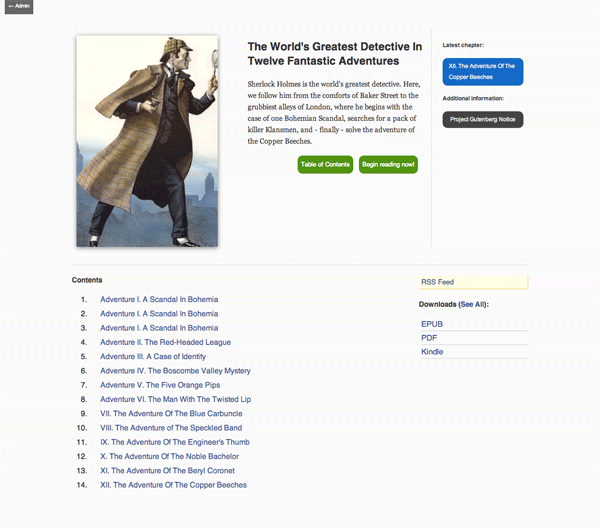 ← Admin
The World's Greatest Detective In
Twelve Fantastic Adventures
Sherlock Holmes is the world's greatest detective. Here,
we follow him from the comforts of Baker Street to the
grubbiest alleys of London, where he begins with the
case of one Bohemian Scandal, searches for a pack of
killer Klansmen, and - finally - solve the adventure of
the Copper Beeches.
Table of Contents
Begin reading now!
Latest chapter:
XII. The Adventure Of The
Copper Beeches
Additional information:
Project Gutenberg Notice
Contents
1. Adventure I. A Scandal In Bohemia
2. Adventure I. A Scandal In Bohemia
3. Adventure I. A Scandal In Bohemia
4. Adventure II. The Red-Headed League
5. Adventure III. A Case of Identity
6. Adventure IV. The Boscombe Valley Mystery
7. Adventure V. The Five Orange Pips
8. Adventure VI. The Man With The Twisted Lip
9. VII. The Adventure Of The Blue Carbuncle
10. VIII. The Adventure of The Speckled Band
11. IX. The Adventure Of The Engineer's Thumb
12. X. The Adventure Of The Noble Bachelor
13. XI. The Adventure Of The Beryl Coronet
14. XII. The Adventure Of The Copper Beeches
RSS Feed
Downloads (See All):
EPUB
PDF
Kindle